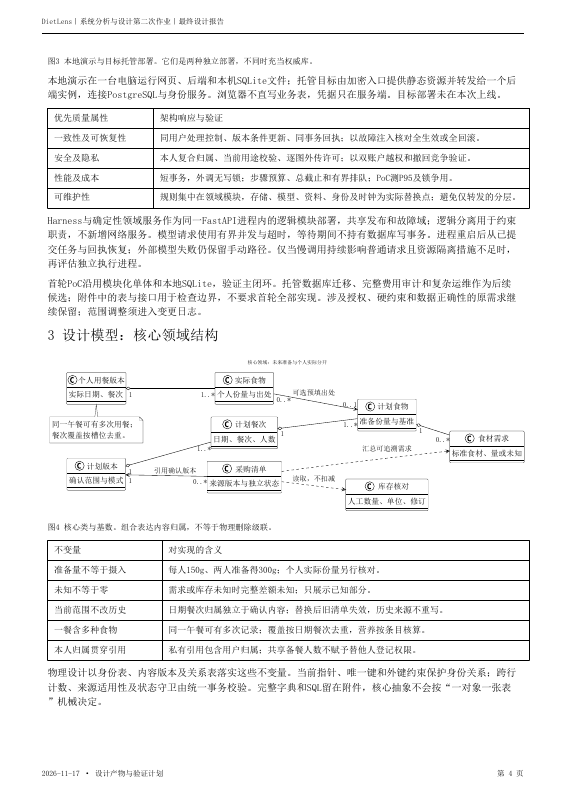 DietLens｜系统分析与设计第二次作业｜最终设计报告
图3 本地演示与目标托管部署。它们是两种独立部署，不同时充当权威库。
本地演示在一台电脑运行网页、后端和本机SQLite文件；托管目标由加密入口提供静态资源并转发给一个后
端实例，连接PostgreSQL与身份服务。浏览器不直写业务表，凭据只在服务端。目标部署未在本次上线。
优先质量属性 架构响应与验证
一致性及可恢复性 同用户处理控制、版本条件更新、同事务回执；以故障注入核对全生效或全回滚。
安全及隐私 本人复合归属、当前用途校验、逐图外传许可；以双账户越权和撤回竞争验证。
性能及成本 短事务，外调无写锁；步骤预算、总截止和有界排队；PoC测P95及锁争用。
可维护性 规则集中在领域模块，存储、模型、资料、身份及时钟为实际替换点；避免仅转发的分层。
Harness与确定性领域服务作为同一FastAPI进程内的逻辑模块部署，共享发布和故障域；逻辑分离用于约束
职责，不新增网络服务。模型请求使用有界并发与超时，等待期间不持有数据库写事务。进程重启后从已提
交任务与回执恢复；外部模型失败仍保留手动路径。仅当慢调用持续影响普通请求且资源隔离措施不足时，
再评估独立执行进程。
首轮PoC沿用模块化单体和本地SQLite，验证主闭环。托管数据库迁移、完整费用审计和复杂运维作为后续
候选；附件中的表与接口用于检查边界，不要求首轮全部实现。涉及授权、硬约束和数据正确性的原需求继
续保留；范围调整须进入变更日志。
3 设计模型：核心领域结构
核心领域：未来准备与个人实际分开
C 个人用餐版本
实际日期、餐次
C 实际食物
个人份量与出处
可选预填出处
C 计划食物
准备份量与基准
1
1..*
0..*
0..1
同一午餐可有多次用餐；
餐次覆盖按槽位去重。
C 计划餐次
日期、餐次、人数
1
1..*
C 食材需求
标准食材、量或未知
1
0..*
汇总可追溯需求
C 计划版本
确认范围与模式
1
1..*
引用确认版本
1
0..*
C 采购清单
来源版本与独立状态
读取，不扣减
C 库存核对
人工数量、单位、修订
图4 核心类与基数。组合表达内容归属，不等于物理删除级联。
不变量 对实现的含义
准备量不等于摄入 每人150g、两人准备得300g；个人实际份量另行核对。
未知不等于零 需求或库存未知时完整差额未知；只展示已知部分。
当前范围不改历史 日期餐次归属独立于确认内容；替换后旧清单失效，历史来源不重写。
一餐含多种食物 同一午餐可有多次记录；覆盖按日期餐次去重，营养按条目核算。
本人归属贯穿引用 私有引用包含用户归属；共享备餐人数不赋予替他人登记权限。
物理设计以身份表、内容版本及关系表落实这些不变量。当前指针、唯一键和外键约束保护身份关系；跨行
计数、来源适用性及状态守卫由统一事务校验。完整字典和SQL留在附件，核心抽象不会按“一对象一张表
”机械决定。
2026-11-17 · 设计产物与验证计划
第 4 页